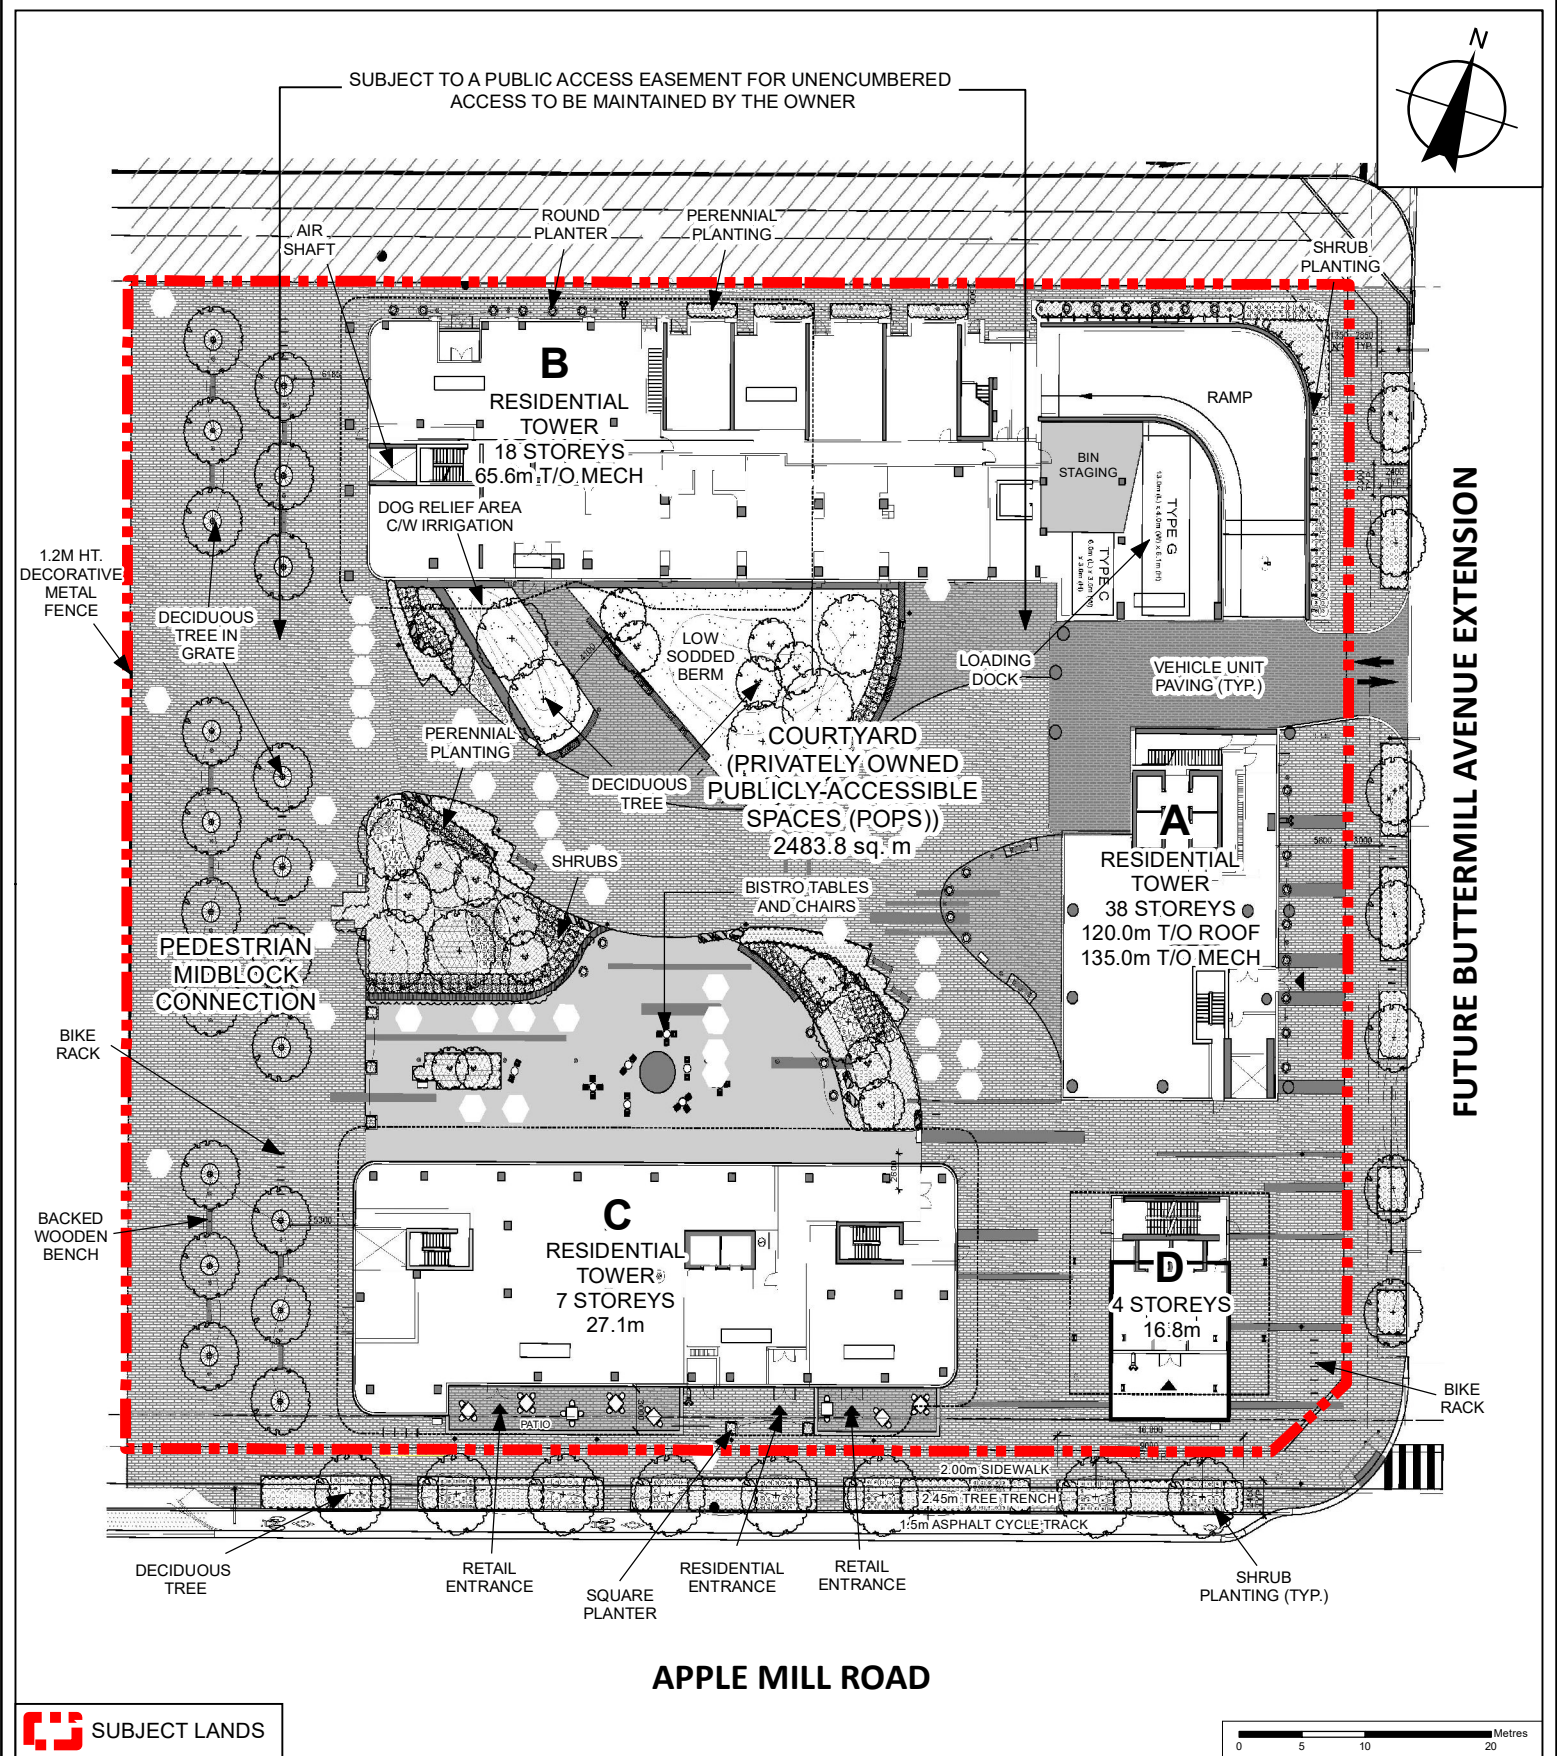 N
SUBJECT TO A PUBLIC ACCESS EASEMENT FOR UNENCUMBERED
ACCESS TO BE MAINTAINED BY THE OWNER
AIR
SHAFT
ROUND
PLANTER
PERENNIAL
PLANTING
SHRUB
PLANTING
B
RESIDENTIAL
TOWER
18 STOREYS
65.6m T/O MECH
RAMP
BIN
STAGING
TYPE G
13.0m (L) x 4.0m (W) x 6.1m (H)
TYPE C
DOG RELIEF AREA
C/W IRRIGATION
1.2M HT.
DECORATIVE
METAL
FENCE
DECIDUOUS
TREE IN
GRATE
LOW
SODDED
BERM
LOADING
DOCK
VEHICLE UNIT
PAVING (TYP.)
FUTURE BUTTERMILL AVENUE EXTENSION
PERENNIAL
PLANTING
DECIDUOUS
TREE
COURTYARD
(PRIVATELY OWNED
PUBLICLY-ACCESSIBLE
SPACES (POPS))
2483.8 sq. m
A
RESIDENTIAL
TOWER
38 STOREYS
120.0m T/O ROOF
135.0m T/O MECH
SHRUBS
BISTRO TABLES
AND CHAIRS
PEDESTRIAN
MIDBLOCK
CONNECTION
BIKE
RACK
BACKED
WOODEN
BENCH
C
RESIDENTIAL
TOWER
7 STOREYS
27.1m
D
4 STOREYS
16.8m
BIKE
RACK
PATIO
2.00m SIDEWALK
2.45m TREE TRENCH
1.5m ASPHALT CYCLE TRACK
DECIDUOUS
TREE
RETAIL
ENTRANCE
SQUARE
PLANTER
RESIDENTIAL
ENTRANCE
RETAIL
ENTRANCE
SHRUB
PLANTING (TYP.)
APPLE MILL ROAD
SUBJECT LANDS
Metres
0 5 10 20